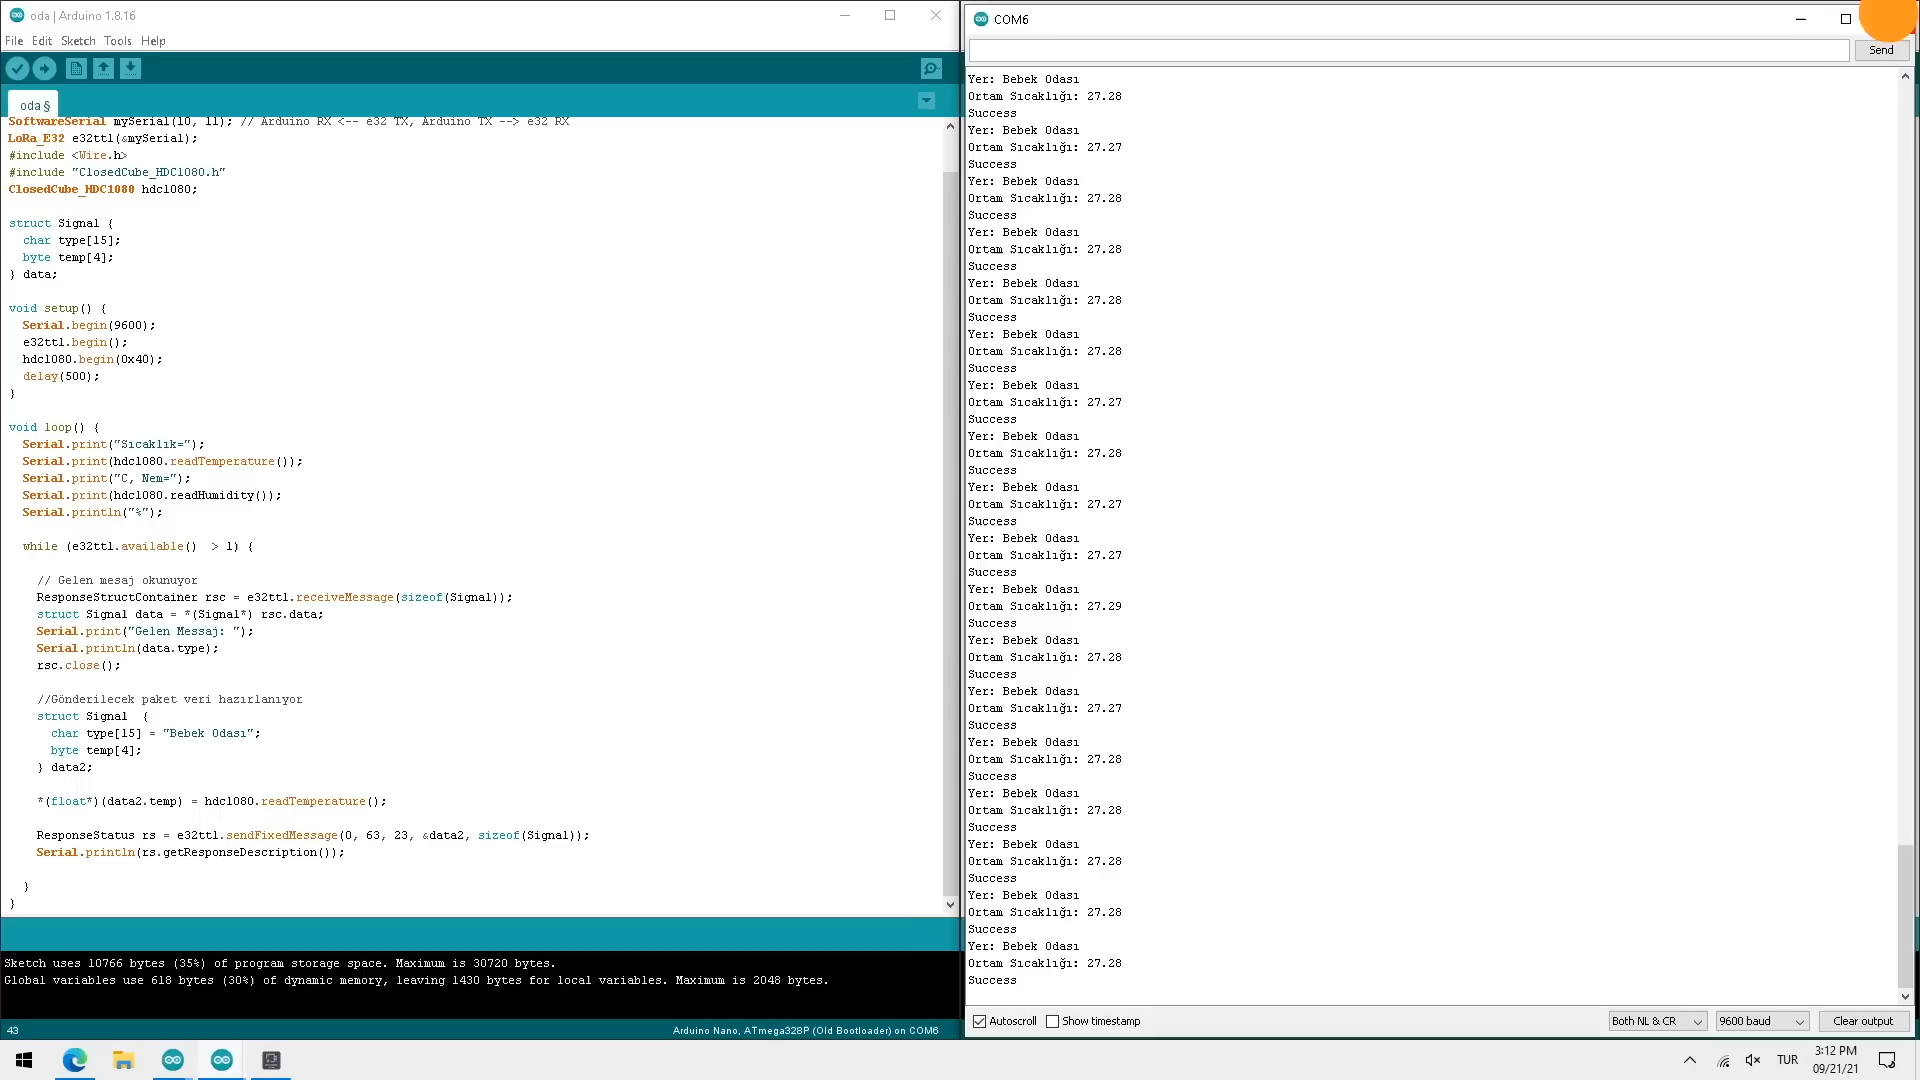 oda | Arduino 1.8.16
File Edit Sketch Tools Help
oda §
SoftwareSerial mySerial(10, 11); // Arduino RX <-- e32 TX, Arduino TX --> e32 RX
LoRa_E32 e32ttl(&mySerial);
#include <Wire.h>
#include "ClosedCube_HDC1080.h"
ClosedCube_HDC1080 hdc1080;
struct Signal {
char type[15];
byte temp[4];
} data;
void setup() {
Serial.begin(9600);
e32ttl.begin();
hdc1080.begin(0x40);
delay(500);
}
void loop() {
Serial.print("Sıcaklık=");
Serial.print(hdc1080.readTemperature());
Serial.print("C, Nem=");
Serial.print(hdc1080.readHumidity());
Serial.println("%");
while (e32ttl.available()  > 1) {
// Gelen mesaj okunuyor
ResponseStructContainer rsc = e32ttl.receiveMessage(sizeof(Signal));
struct Signal data = *(Signal*) rsc.data;
Serial.print("Gelen Messaj: ");
Serial.println(data.type);
rsc.close();
//Gönderilecek paket veri hazırlanıyor
struct Signal  {
char type[15] = "Bebek Odası";
byte temp[4];
} data2;
*(float*)(data2.temp) = hdc1080.readTemperature();
ResponseStatus rs = e32ttl.sendFixedMessage(0, 63, 23, &data2, sizeof(Signal));
Serial.println(rs.getResponseDescription());
}
}
Sketch uses 10766 bytes (35%) of program storage space. Maximum is 30720 bytes.
Global variables use 618 bytes (30%) of dynamic memory, leaving 1430 bytes for local variables. Maximum is 2048 bytes.
43
Arduino Nano, ATmega328P (Old Bootloader) on COM6
COM6
Send
Yer: Bebek Odası
Ortam Sıcaklığı: 27.28
Success
Yer: Bebek Odası
Ortam Sıcaklığı: 27.27
Success
Yer: Bebek Odası
Ortam Sıcaklığı: 27.28
Success
Yer: Bebek Odası
Ortam Sıcaklığı: 27.28
Success
Yer: Bebek Odası
Ortam Sıcaklığı: 27.28
Success
Yer: Bebek Odası
Ortam Sıcaklığı: 27.28
Success
Yer: Bebek Odası
Ortam Sıcaklığı: 27.27
Success
Yer: Bebek Odası
Ortam Sıcaklığı: 27.28
Success
Yer: Bebek Odası
Ortam Sıcaklığı: 27.27
Success
Yer: Bebek Odası
Ortam Sıcaklığı: 27.27
Success
Yer: Bebek Odası
Ortam Sıcaklığı: 27.29
Success
Yer: Bebek Odası
Ortam Sıcaklığı: 27.28
Success
Yer: Bebek Odası
Ortam Sıcaklığı: 27.27
Success
Yer: Bebek Odası
Ortam Sıcaklığı: 27.28
Success
Yer: Bebek Odası
Ortam Sıcaklığı: 27.28
Success
Yer: Bebek Odası
Ortam Sıcaklığı: 27.28
Success
Yer: Bebek Odası
Ortam Sıcaklığı: 27.28
Success
Yer: Bebek Odası
Ortam Sıcaklığı: 27.28
Success
Autoscroll
Show timestamp
Both NL & CR
9600 baud
Clear output
TUR
3:12 PM
09/21/21